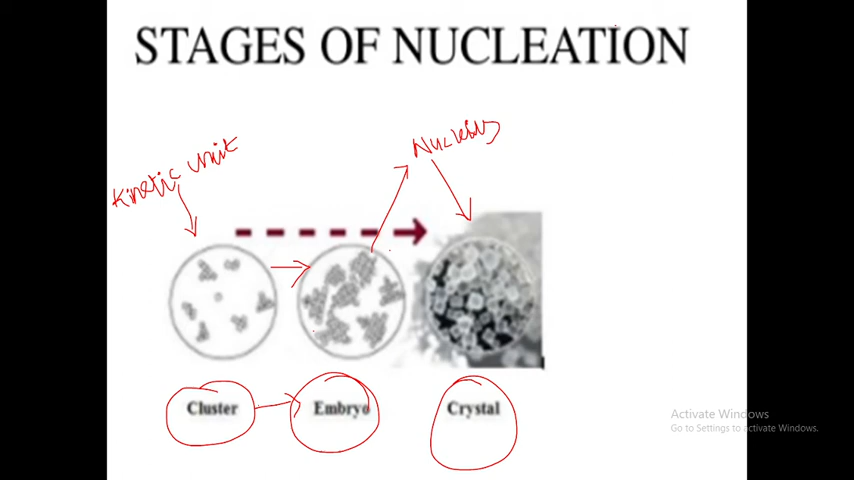 STAGES OF NUCLEATION
Kinetic unit
Nucleus
Cluster
Embryo
Crystal
Activate Windows
Go to Settings to activate Windows.